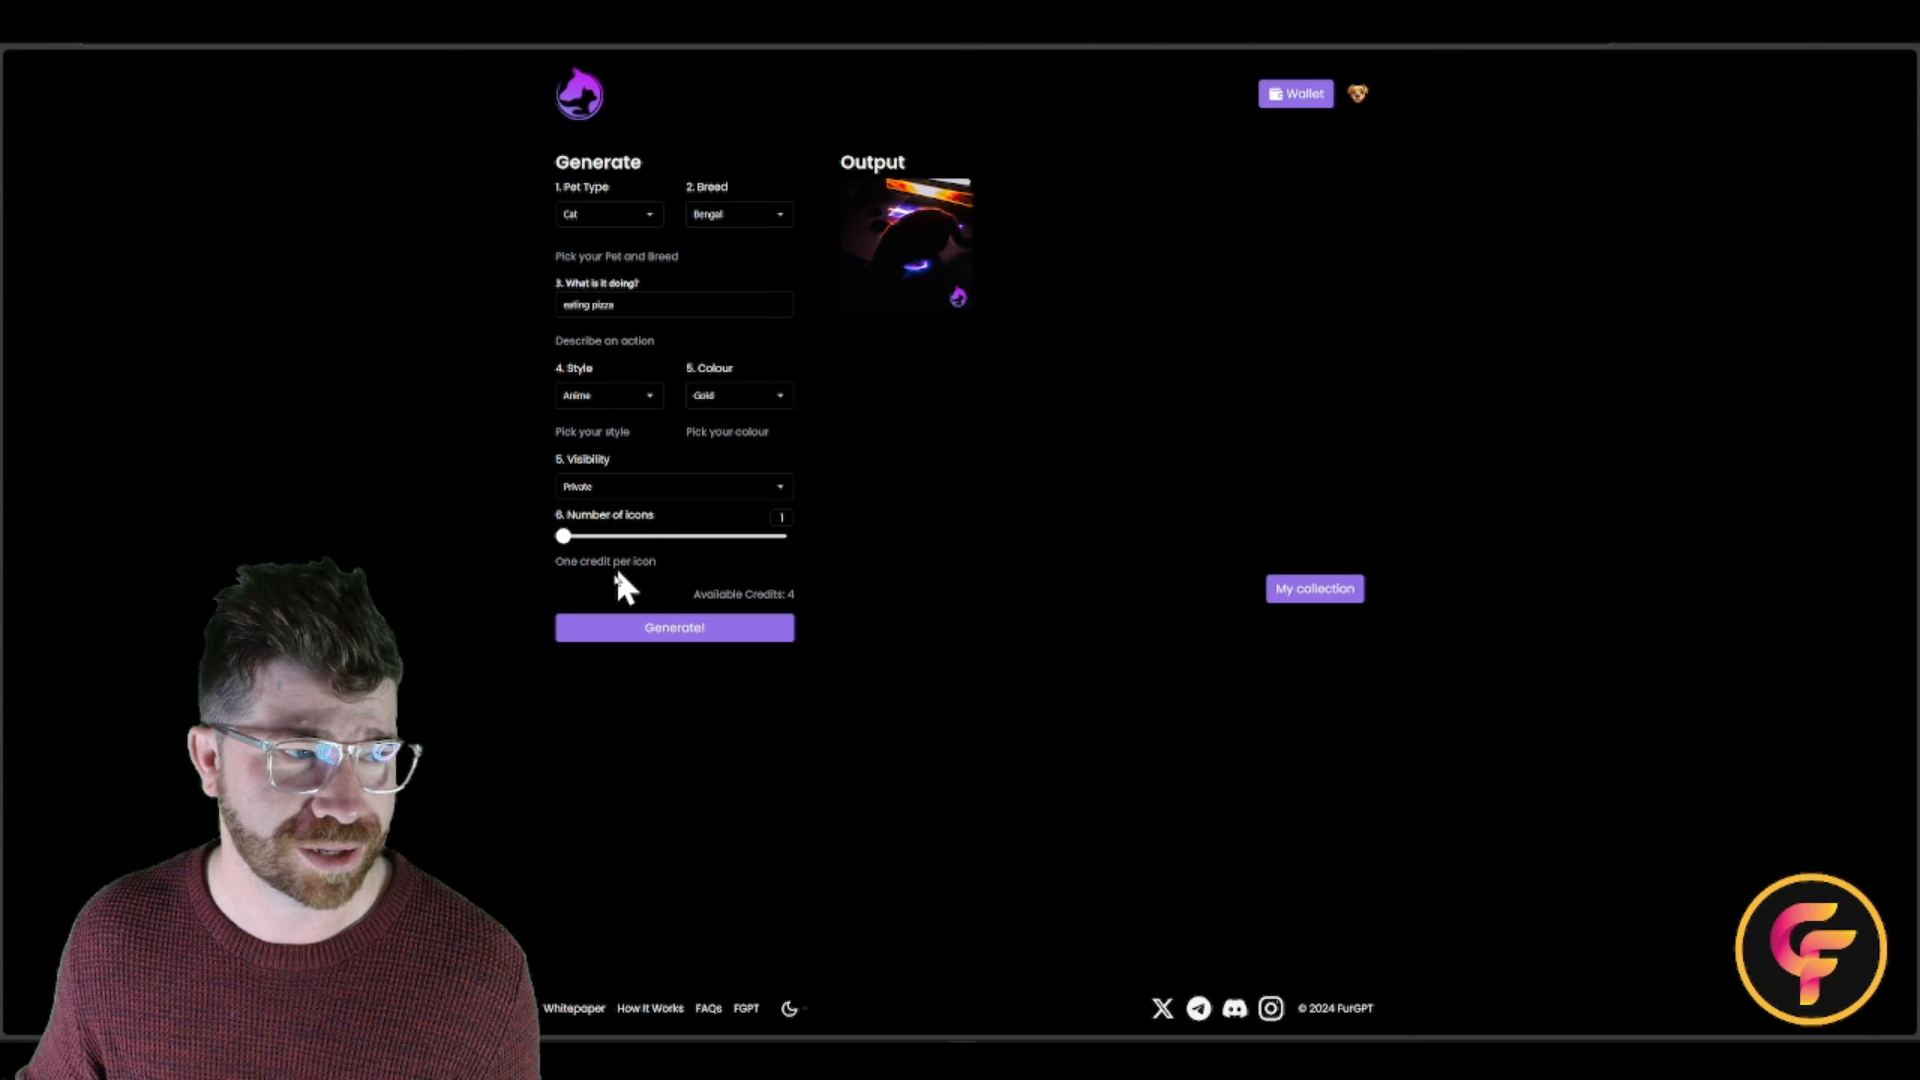 Wallet
Generate
Output
1. Pet Type
2. Breed
Cat
Bengal
Pick your Pet and Breed
3. What is it doing?
eating pizza
Describe an action
4. Style
5. Colour
Anime
Gold
Pick your style
Pick your colour
5. Visibility
Private
6. Number of icons
1
One credit per icon
Available Credits: 4
My collection
Generate!
Whitepaper
How It Works
FAQs
FGPT
© 2024 FurGPT